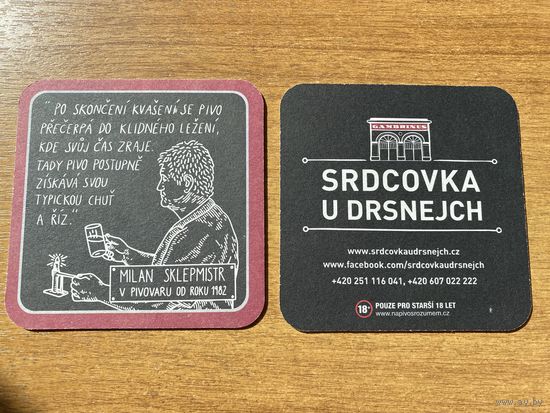 "PO SKONČENÍ KVAŠENÍ SE PIVO
PŘEČERPÁ DO KLIDNÉHO LEŽENÍ,
KDE SVŮJ ČAS ZRAJE.
TADY PIVO POSTUPNĚ
ZÍSKÁVÁ SVOU
TYPICKOU CHUŤ
A ŘÍZ."
MILAN SKLEPMISTR
V PIVOVARU OD ROKU 1982
GAMBRINUS
SRDCOVKA
U DRSNEJCH
www.srdcovkaudrsnejch.cz
www.facebook.com/srdcovkaudrsnejch
+420 251 116 041, +420 607 022 222
18+ POUZE PRO STARŠÍ 18 LET
www.napivosrozumem.cz